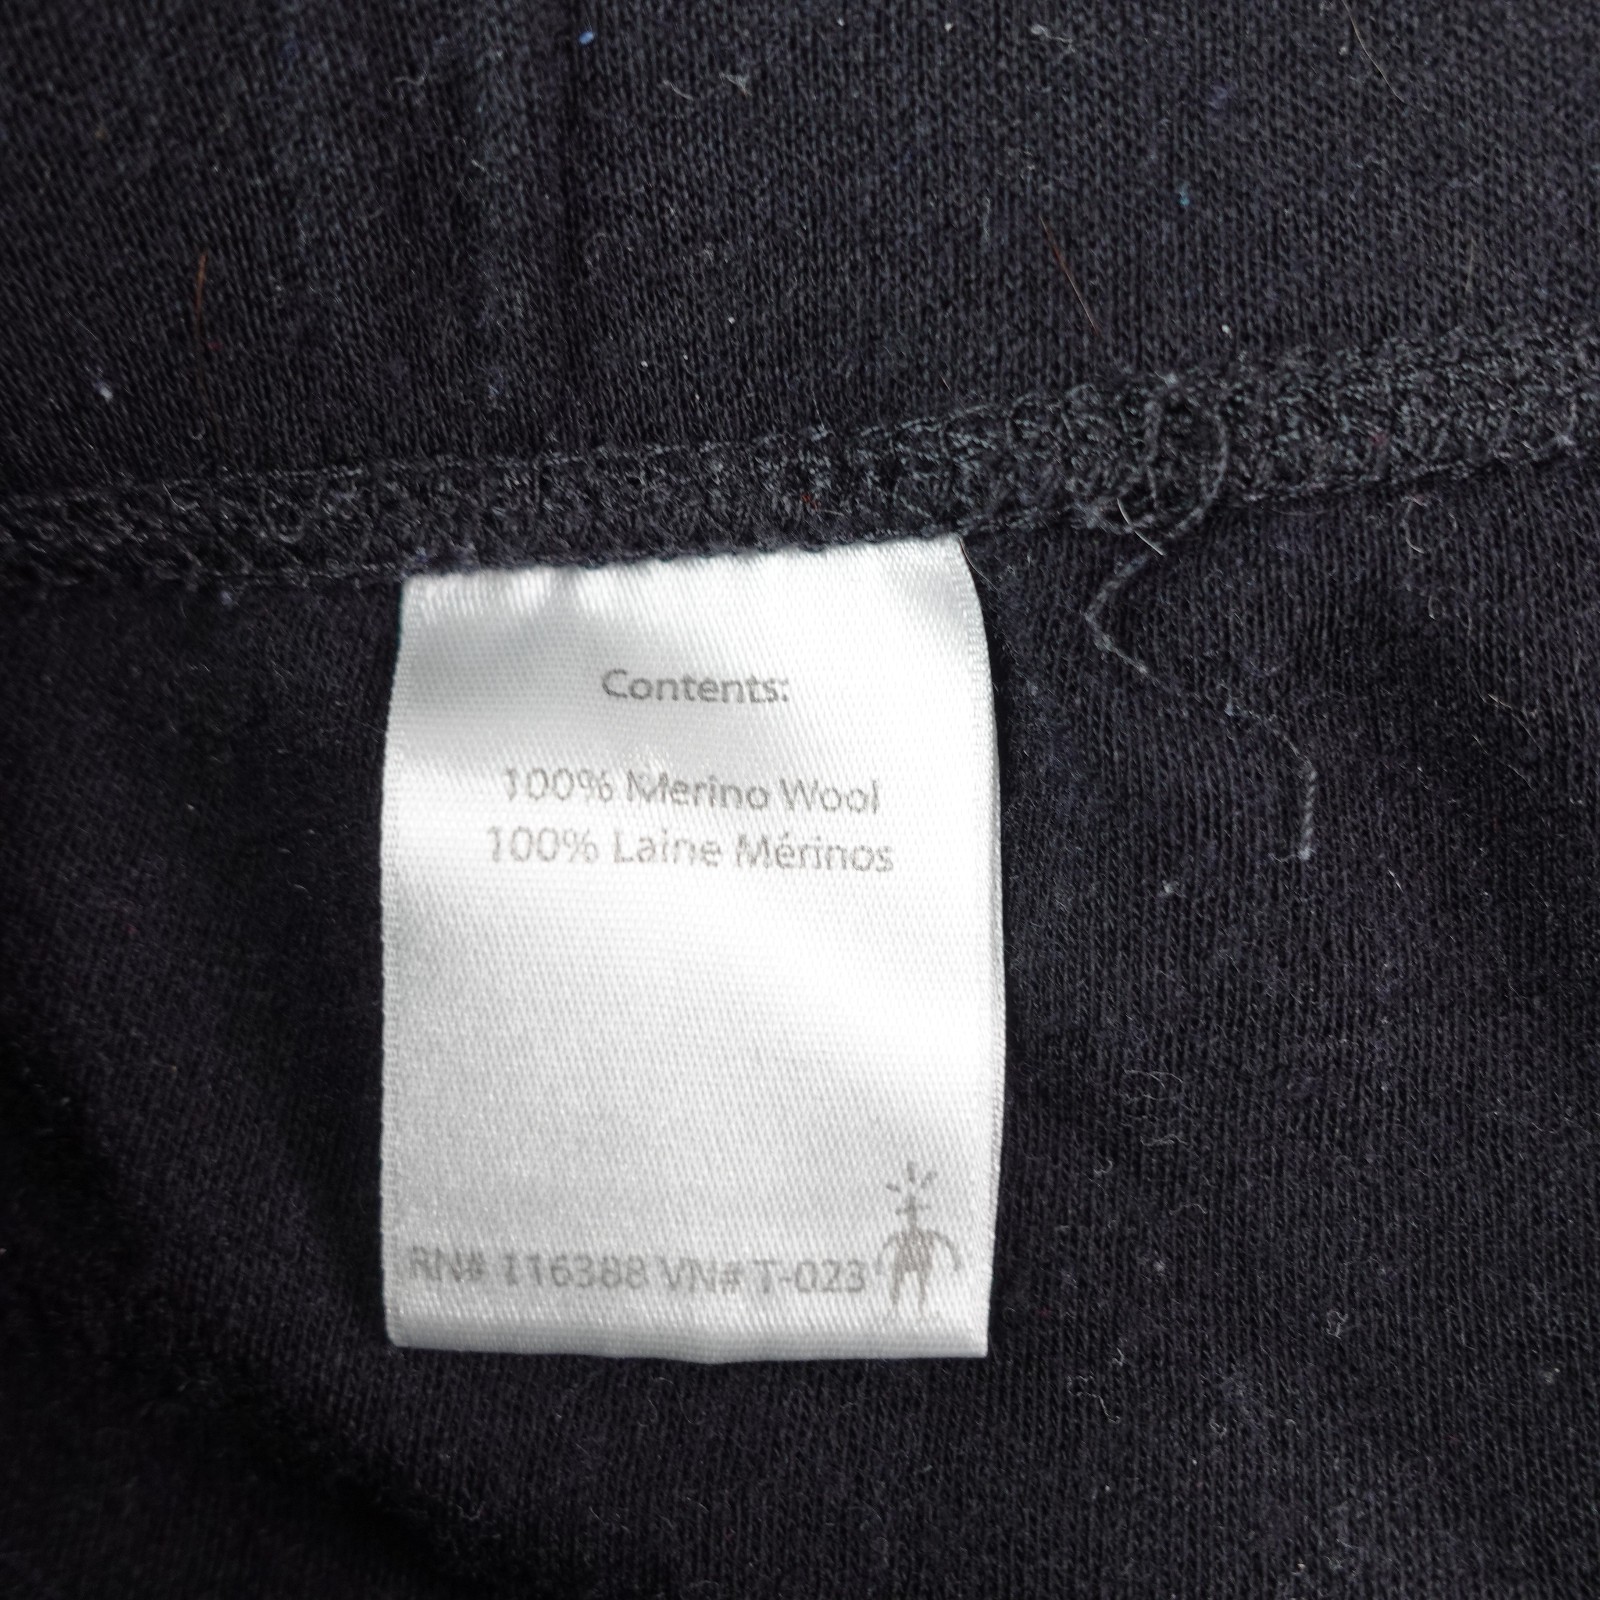 Contents:
100% Merino Wool
100% Laine Mérinos
RN# 116388 VN# T-023